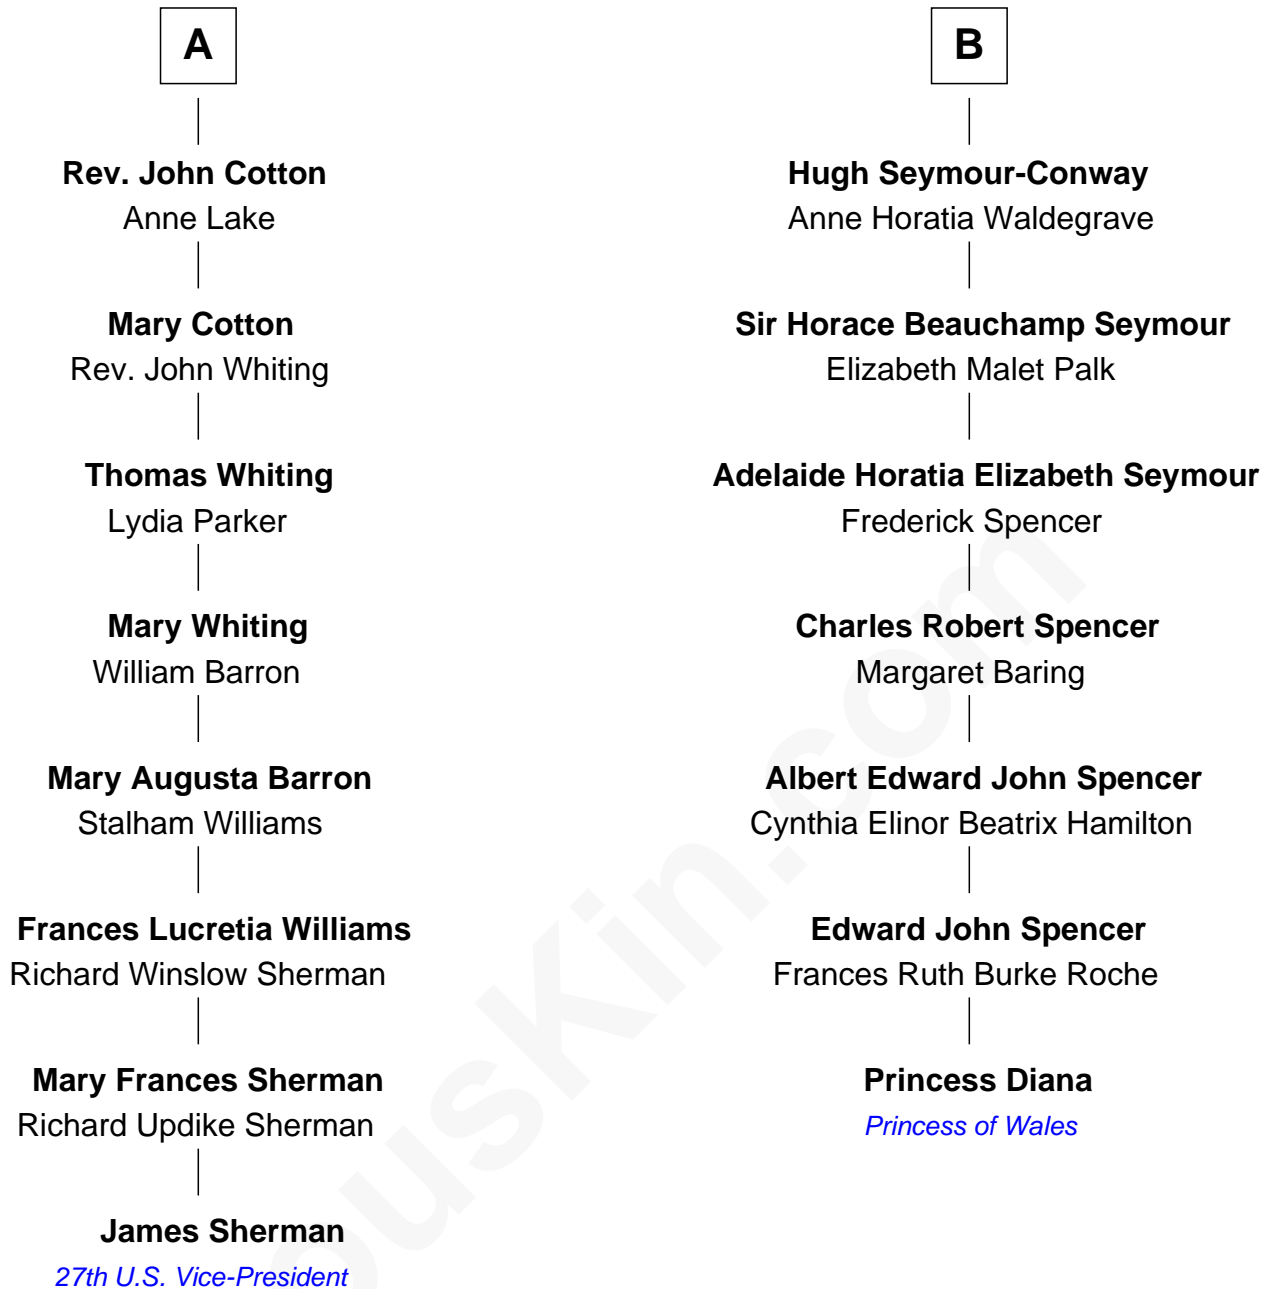 A
Rev. John Cotton
Anne Lake
Mary Cotton
Rev. John Whiting
Thomas Whiting
Lydia Parker
Mary Whiting
William Barron
Mary Augusta Barron
Stalham Williams
Frances Lucretia Williams
Richard Winslow Sherman
Mary Frances Sherman
Richard Updike Sherman
James Sherman
27th U.S. Vice-President
B
Hugh Seymour-Conway
Anne Horatia Waldegrave
Sir Horace Beauchamp Seymour
Elizabeth Malet Palk
Adelaide Horatia Elizabeth Seymour
Frederick Spencer
Charles Robert Spencer
Margaret Baring
Albert Edward John Spencer
Cynthia Elinor Beatrix Hamilton
Edward John Spencer
Frances Ruth Burke Roche
Princess Diana
Princess of Wales
ousKin.com